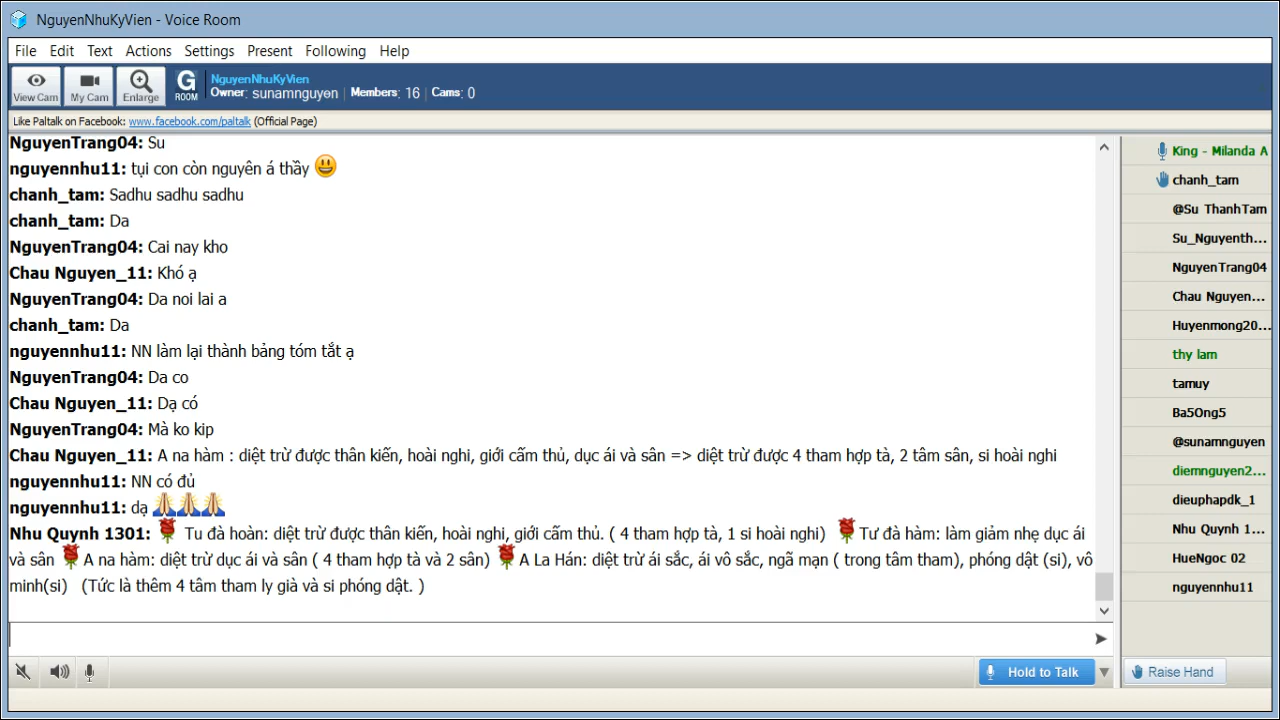 NguyenNhuKyVien - Voice Room
File Edit Text Actions Settings Present Following Help
View Cam My Cam Enlarge G ROOM
NguyenNhuKyVien
Owner: sunamnguyen Members: 16 Cams: 0
Like Paltalk on Facebook: www.facebook.com/paltalk (Official Page)
NguyenTrang04: Su
nguyennhu11: tụi con còn nguyên á thầy
chanh_tam: Sadhu sadhu sadhu
chanh_tam: Da
NguyenTrang04: Cai nay kho
Chau Nguyen_11: Khó ạ
NguyenTrang04: Da noi lai a
chanh_tam: Da
nguyennhu11: NN làm lại thành bảng tóm tắt ạ
NguyenTrang04: Da co
Chau Nguyen_11: Dạ có
NguyenTrang04: Mà ko kip
Chau Nguyen_11: A na hàm : diệt trừ được thân kiến, hoài nghi, giới cấm thủ, dục ái và sân => diệt trừ được 4 tham hợp tà, 2 tâm sân, si hoài nghi
nguyennhu11: NN có đủ
nguyennhu11: dạ
Nhu Quynh 1301: Tu đà hoàn: diệt trừ được thân kiến, hoài nghi, giới cấm thủ. ( 4 tham hợp tà, 1 si hoài nghi) Tư đà hàm: làm giảm nhẹ dục ái
và sân A na hàm: diệt trừ dục ái và sân ( 4 tham hợp tà và 2 sân) A La Hán: diệt trừ ái sắc, ái vô sắc, ngã mạn ( trong tâm tham), phóng dật (si), vô
minh(si) (Tức là thêm 4 tâm tham ly già và si phóng dật. )
King - Milanda A
chanh_tam
@Su ThanhTam
Su_Nguyenth...
NguyenTrang04
Chau Nguyen...
Huyenmong20...
thy lam
tamuy
Ba5Ong5
@sunamnguyen
diemnguyen2...
dieuphapdk_1
Nhu Quynh 1...
HueNgoc 02
nguyennhu11
Hold to Talk
Raise Hand